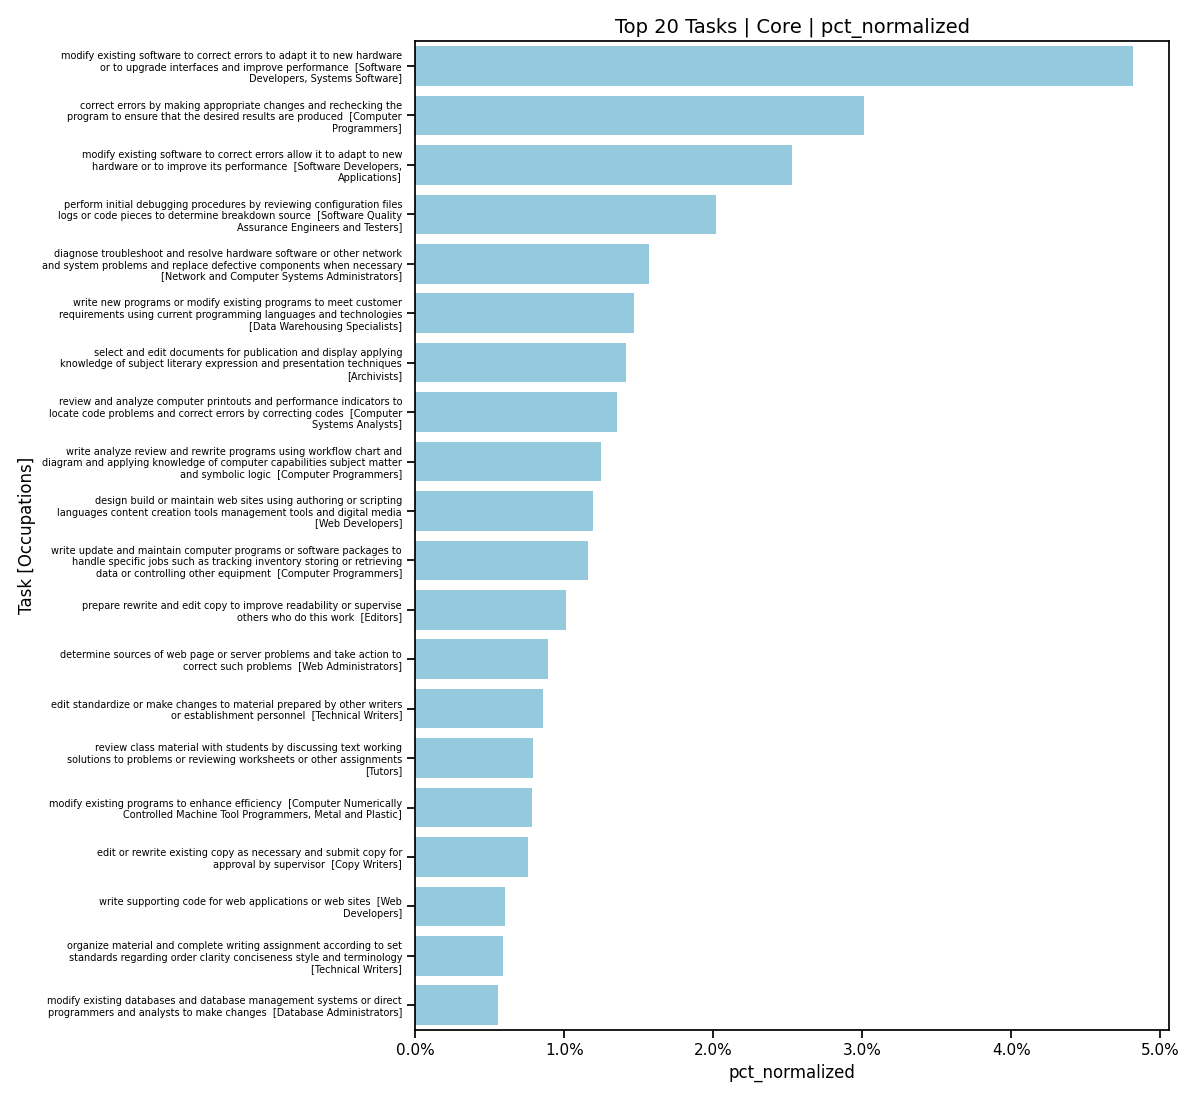 Top 20 Tasks | Core | pct_normalized
modify existing software to correct errors to adapt it to new hardware
or to upgrade interfaces and improve performance  [Software
Developers, Systems Software]
correct errors by making appropriate changes and rechecking the
program to ensure that the desired results are produced  [Computer
Programmers]
modify existing software to correct errors allow it to adapt to new
hardware or to improve its performance  [Software Developers,
Applications]
perform initial debugging procedures by reviewing configuration files
logs or code pieces to determine breakdown source  [Software Quality
Assurance Engineers and Testers]
diagnose troubleshoot and resolve hardware software or other network
and system problems and replace defective components when necessary
[Network and Computer Systems Administrators]
write new programs or modify existing programs to meet customer
requirements using current programming languages and technologies
[Data Warehousing Specialists]
select and edit documents for publication and display applying
knowledge of subject literary expression and presentation techniques
[Archivists]
review and analyze computer printouts and performance indicators to
locate code problems and correct errors by correcting codes  [Computer
Systems Analysts]
write analyze review and rewrite programs using workflow chart and
diagram and applying knowledge of computer capabilities subject matter
and symbolic logic  [Computer Programmers]
design build or maintain web sites using authoring or scripting
languages content creation tools management tools and digital media
[Web Developers]
write update and maintain computer programs or software packages to
handle specific jobs such as tracking inventory storing or retrieving
data or controlling other equipment  [Computer Programmers]
prepare rewrite and edit copy to improve readability or supervise
others who do this work  [Editors]
determine sources of web page or server problems and take action to
correct such problems  [Web Administrators]
edit standardize or make changes to material prepared by other writers
or establishment personnel  [Technical Writers]
review class material with students by discussing text working
solutions to problems or reviewing worksheets or other assignments
[Tutors]
modify existing programs to enhance efficiency  [Computer Numerically
Controlled Machine Tool Programmers, Metal and Plastic]
edit or rewrite existing copy as necessary and submit copy for
approval by supervisor  [Copy Writers]
write supporting code for web applications or web sites  [Web
Developers]
organize material and complete writing assignment according to set
standards regarding order clarity conciseness style and terminology
[Technical Writers]
modify existing databases and database management systems or direct
programmers and analysts to make changes  [Database Administrators]
Task [Occupations]
0.0%
1.0%
2.0%
3.0%
4.0%
5.0%
pct_normalized